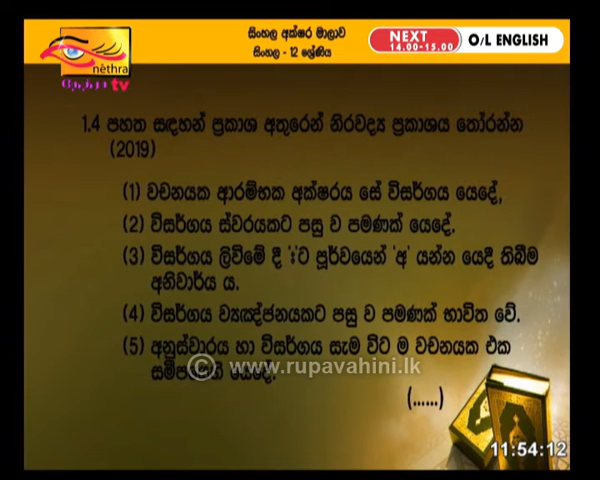 සිංහල අක්ෂර මාලාව
සිංහල - 12 ශ්‍රේණිය
NEXT
14.00-15.00
O/L ENGLISH
nēthra
நேத்ரா tv
1.4 පහත සඳහන් ප්‍රකාශ අතුරෙන් නිරවද්‍ය ප්‍රකාශය තෝරන්න
(2019)
(1) වචනයක ආරම්භක අක්ෂරය සේ විසර්ගය යෙදේ,
(2) විසර්ගය ස්වරයකට පසු ව පමණක් යෙදේ.
(3) විසර්ගය ලිවීමේ දී 'ඃ'ට පූර්වයෙන් 'අ' යන්න යෙදී තිබීම
අනිවාර්ය ය.
(4) විසර්ගය ව්‍යඤ්ජනයකට පසු ව පමණක් භාවිත වේ.
(5) අනුස්වාරය හා විසර්ගය සැම විට ම වචනයක එක
යෙදේ.
© www.rupavahini.lk
(......)
11:54:12